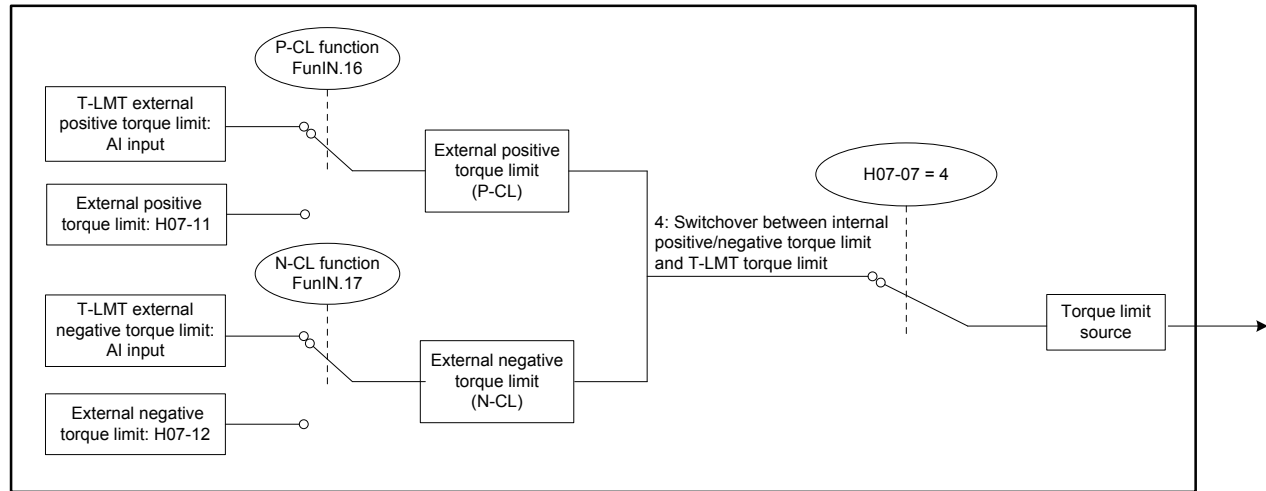 P-CL function
FunIN.16
T-LMT external
positive torque limit:
AI input
External positive
torque limit: H07-11
External positive
torque limit
(P-CL)
N-CL function
FunIN.17
T-LMT external
negative torque limit:
AI input
External negative
torque limit: H07-12
External negative
torque limit
(N-CL)
4: Switchover between internal
positive/negative torque limit
and T-LMT torque limit
H07-07 = 4
Torque limit
source